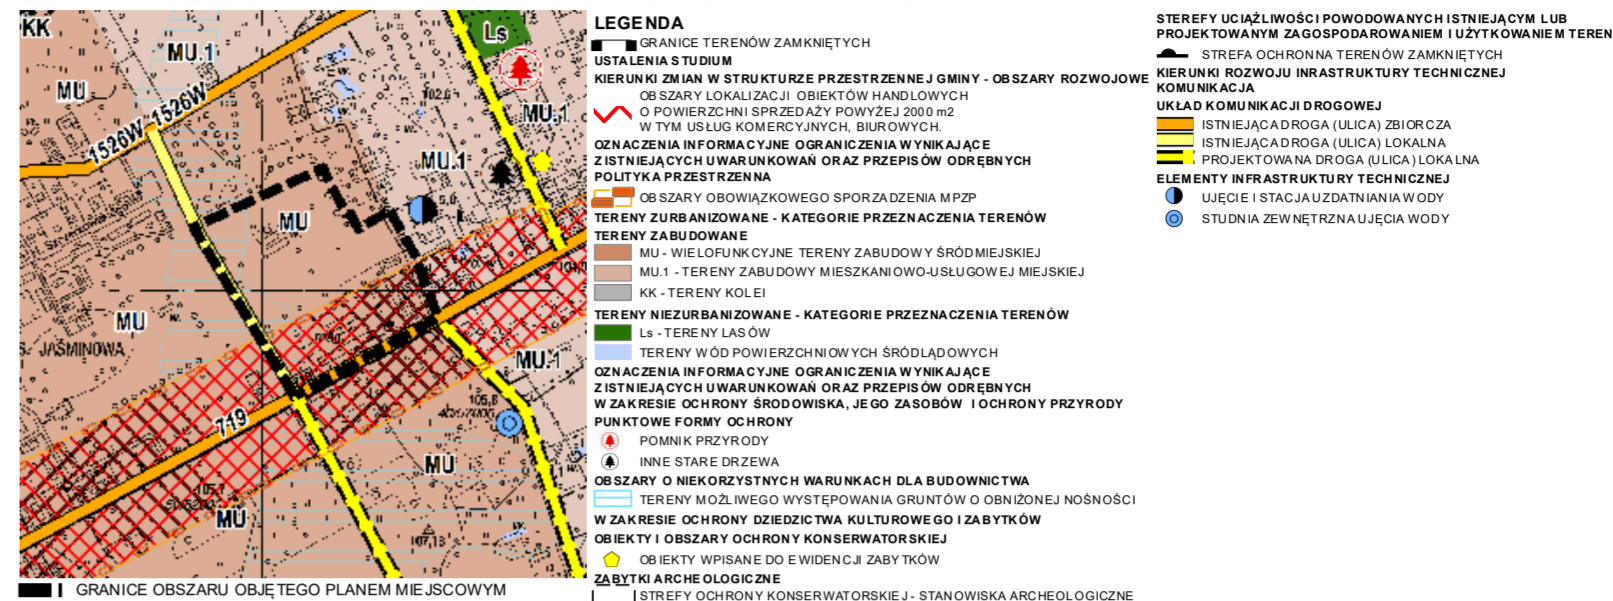 KK
MU.1
Ls
MU
1526W 1526W
102,6
MU.1
MU.1
MU
MU
JAŚMINOWA
MU.1
719
105,8
MU
MU
107,13
GRANICE OBSZARU OBJĘTEGO PLANEM MIEJSCOWYM
LEGENDA
GRANICE TERENÓW ZAMKNIĘTYCH
USTALENIA STUDIUM
KIERUNKI ZMIAN W STRUKTURZE PRZESTRZENNEJ GMINY - OBSZARY ROZWOJOWE
OBSZARY LOKALIZACJI OBIEKTÓW HANDLOWYCH
O POWIERZCHNI SPRZEDAŻY POWYŻEJ 2000 m2
W TYM USŁUG KOMERCYJNYCH, BIUROWYCH.
OZNACZENIA INFORMACYJNE OGRANICZENIA WYNIKAJĄCE
Z ISTNIEJĄCYCH UWARUNKOWAŃ ORAZ PRZEPISÓW ODRĘBNYCH
POLITYKA PRZESTRZENNA
OBSZARY OBOWIĄZKOWEGO SPORZADZENIA MPZP
TERENY ZURBANIZOWANE - KATEGORIE PRZEZNACZENIA TERENÓW
TERENY ZABUDOWANE
MU - WIELOFUNKCYJNE TERENY ZABUDOWY ŚRÓDMIEJSKIEJ
MU.1 - TERENY ZABUDOWY MIESZKANIOWO-USŁUGOWEJ MIEJSKIEJ
KK - TERENY KOLEI
TERENY NIEZURBANIZOWANE - KATEGORIE PRZEZNACZENIA TERENÓW
Ls - TERENY LASÓW
TERENY WÓD POWIERZCHNIOWYCH ŚRÓDLĄDOWYCH
OZNACZENIA INFORMACYJNE OGRANICZENIA WYNIKAJĄCE
Z ISTNIEJĄCYCH UWARUNKOWAŃ ORAZ PRZEPISÓW ODRĘBNYCH
W ZAKRESIE OCHRONY ŚRODOWISKA, JEGO ZASOBÓW I OCHRONY PRZYRODY
PUNKTOWE FORMY OCHRONY
POMNIK PRZYRODY
INNE STARE DRZEWA
OBSZARY O NIEKORZYSTNYCH WARUNKACH DLA BUDOWNICTWA
TERENY MOŻLIWEGO WYSTĘPOWANIA GRUNTÓW O OBNIŻONEJ NOŚNOŚCI
W ZAKRESIE OCHRONY DZIEDZICTWA KULTUROWEGO I ZABYTKÓW
OBIEKTY I OBSZARY OCHRONY KONSERWATORSKIEJ
OBIEKTY WPISANE DO EWIDENCJI ZABYTKÓW
ZABYTKI ARCHEOLOGICZNE
STREFY OCHRONY KONSERWATORSKIEJ - STANOWISKA ARCHEOLOGICZNE
STEREFY UCIĄŻLIWOŚCI POWODOWANYCH ISTNIEJĄCYM LUB
PROJEKTOWANYM ZAGOSPODAROWANIEM I UŻYTKOWANIEM TEREN
STREFA OCHRONNA TERENÓW ZAMKNIĘTYCH
KIERUNKI ROZWOJU INRASTRUKTURY TECHNICZNEJ
KOMUNIKACJA
UKŁAD KOMUNIKACJI DROGOWEJ
ISTNIEJĄCA DROGA (ULICA) ZBIORCZA
ISTNIEJĄCA DROGA (ULICA) LOKALNA
PROJEKTOWANA DROGA (ULICA) LOKALNA
ELEMENTY INFRASTRUKTURY TECHNICZNEJ
UJĘCIE I STACJA UZDATNIANIA WODY
STUDNIA ZEWNĘTRZNA UJĘCIA WODY